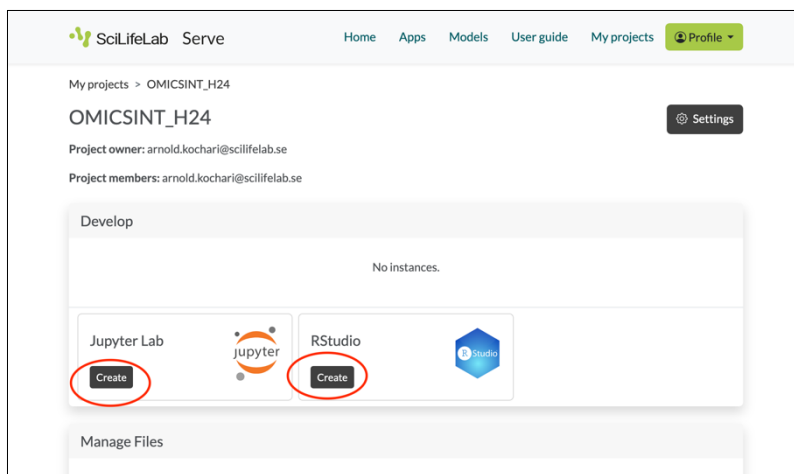 SciLifeLab Serve Home Apps Models User guide My projects Profile
My projects > OMICSINT_H24
OMICSINT_H24
Settings
Project owner: arnold.kochari@scilifelab.se
Project members: arnold.kochari@scilifelab.se
Develop
No instances.
Jupyter Lab
jupyter
Create
RStudio
R Studio
Create
Manage Files